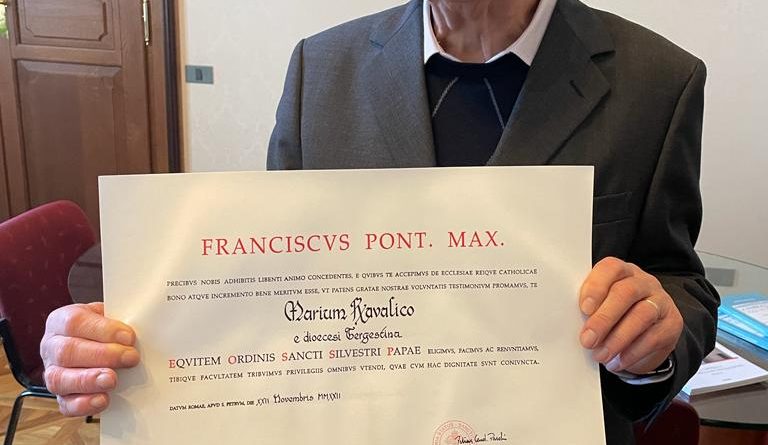 FRANCISCVS PONT. MAX.
PRECIBVS NOBIS ADHIBITIS LIBENTI ANIMO CONCEDENTES, E QVIBVS TE ACCEPIMVS DE ECCLESIAE REIQVE CATHOLICAE
BONO ATQVE INCREMENTO BENE MERITVM ESSE, VT PATENS GRATAE NOSTRAE VOLVNTATIS TESTIMONIVM PROMAMVS, TE
Marium Ravalico
e dioecesi Tergestina
EQVITEM ORDINIS SANCTI SILVESTRI PAPAE ELIGIMVS, FACIMVS AC RENVNTIAMVS,
TIBIQVE FACVLTATEM TRIBVIMVS PRIVILEGIIS OMNIBVS VTENDI, QVAE CVM HAC DIGNITATE SVNT CONIVNCTA.
DATVM ROMAE, APVD S. PETRVM, DIE XXII Novembris MMXXII